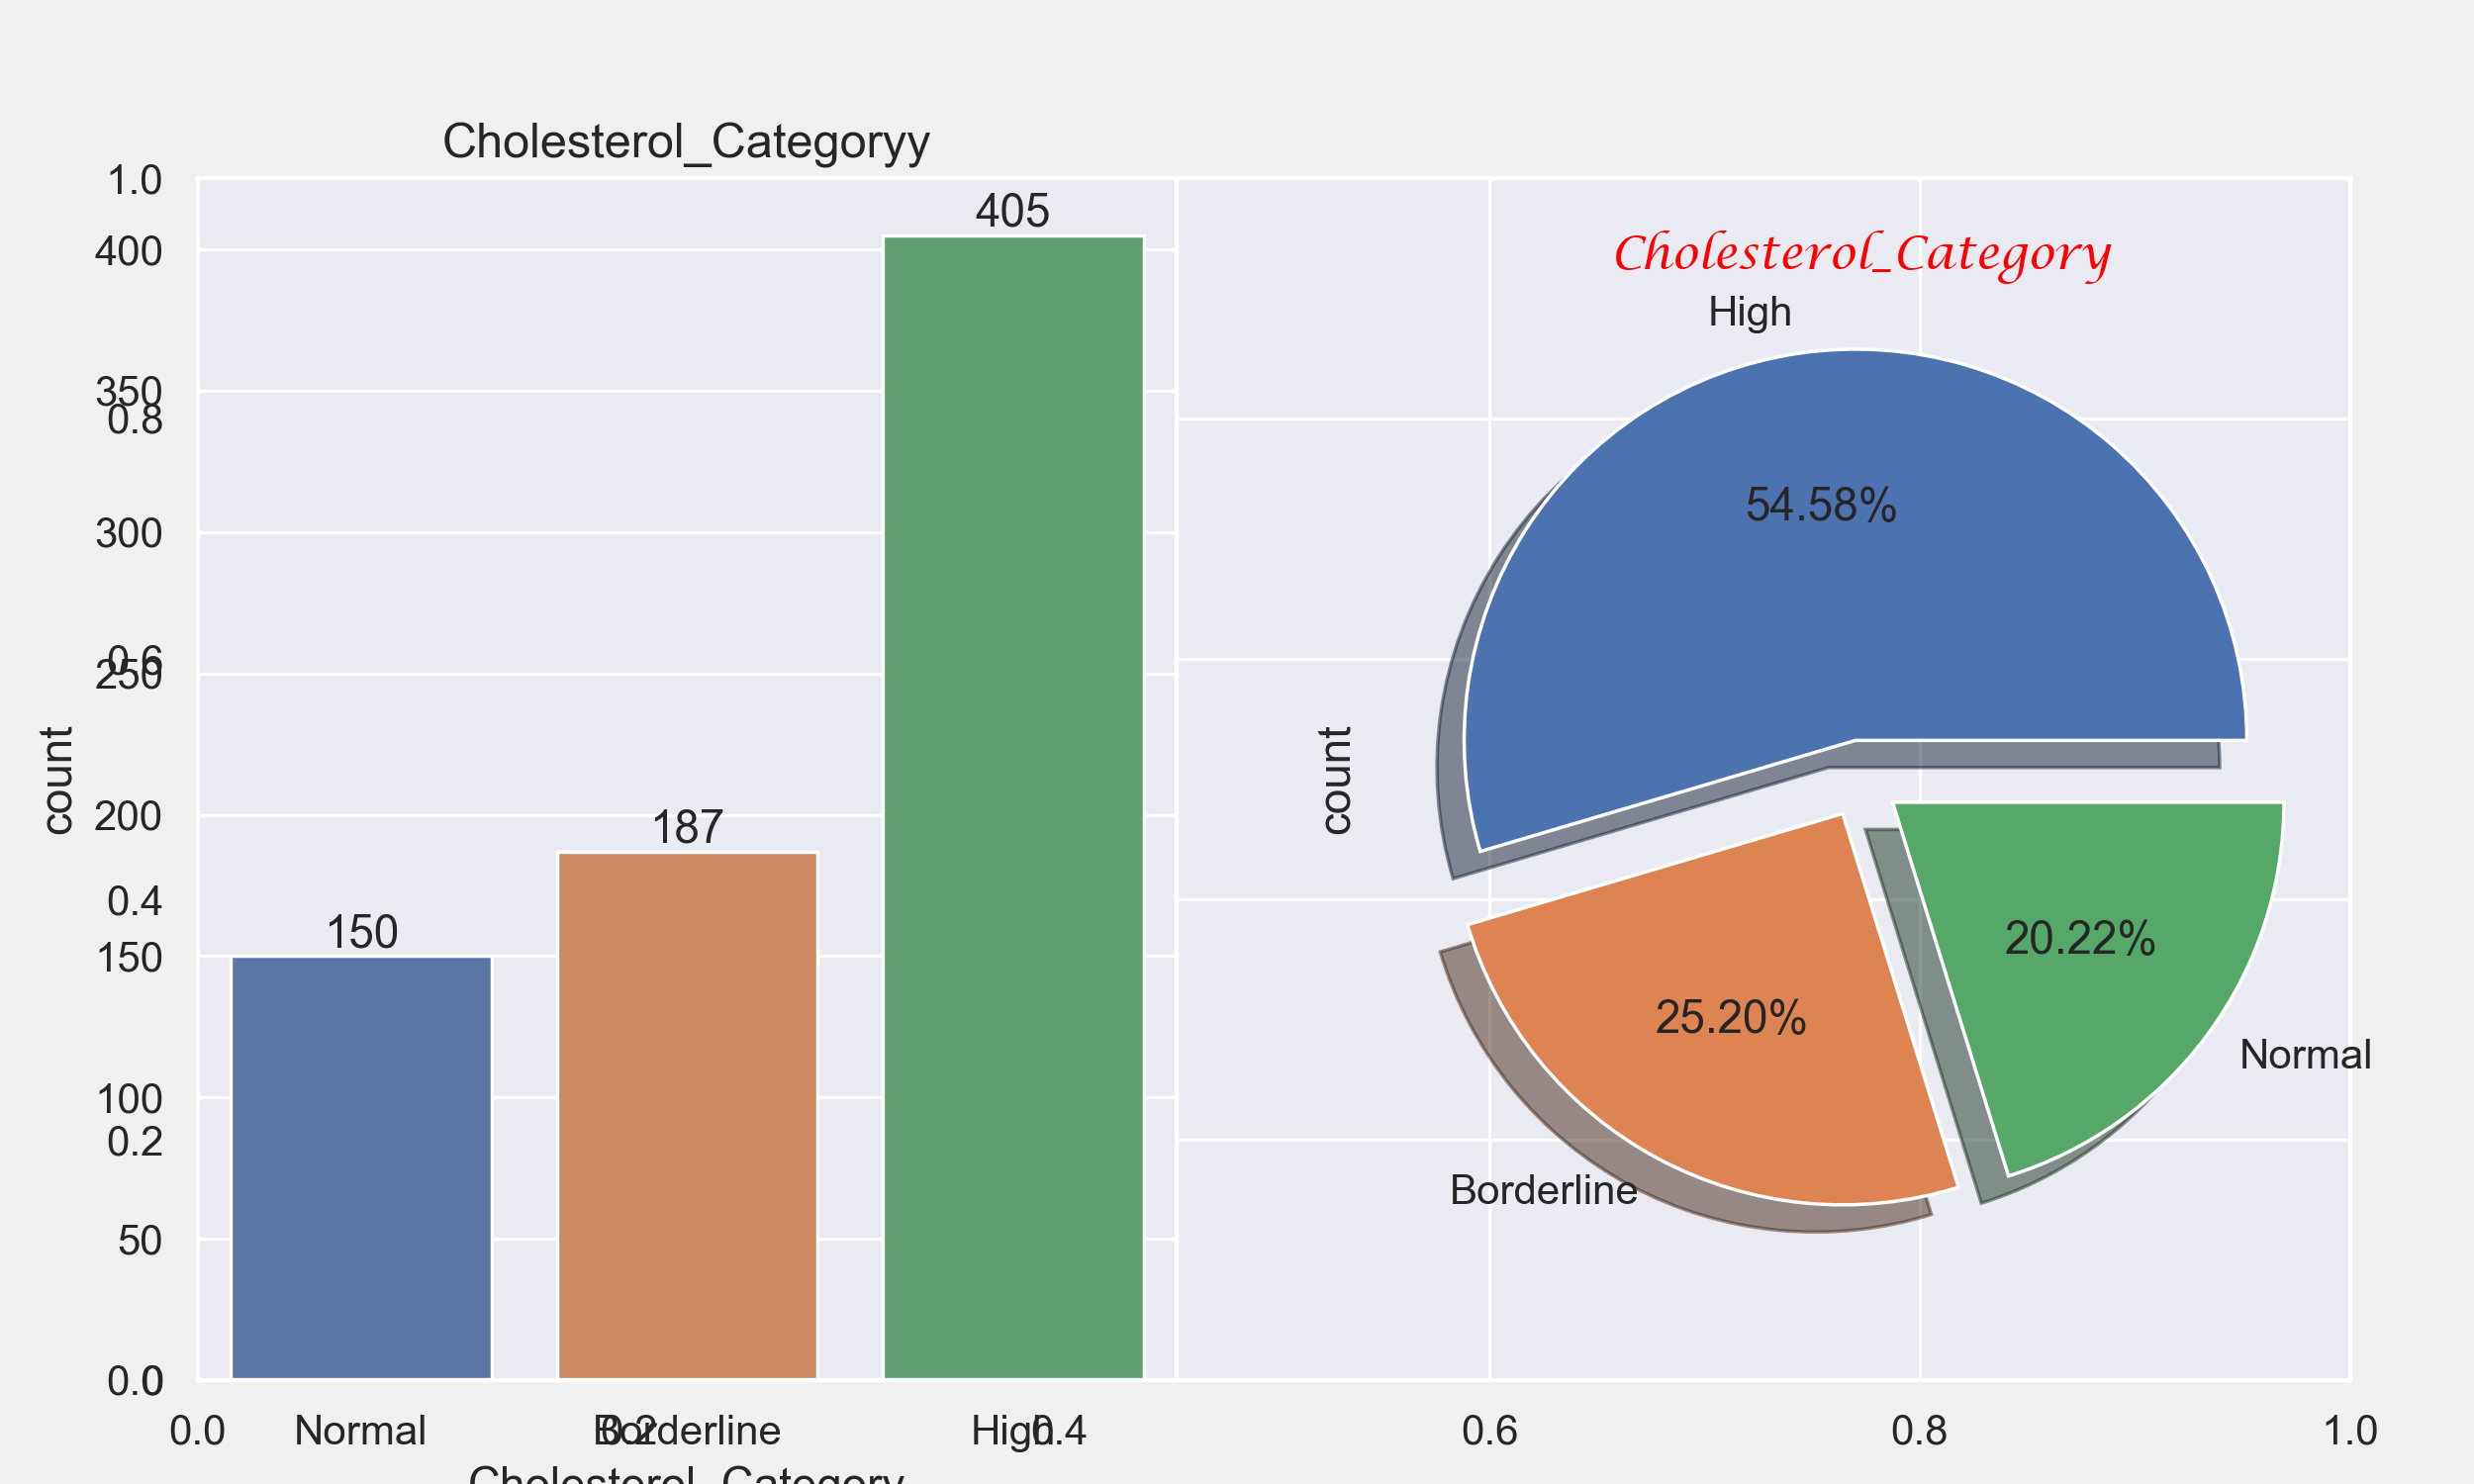 Cholesterol_Categoryy
1.0
400
350
0.8
300
0.6
250
200
0.4
150
100
0.2
50
0.0
count
405
187
150
0.0
Normal
Borderline
0.2
High
0.4
0.6
0.8
1.0
Cholesterol_Category
Cholesterol_Category
High
54.58%
count
20.22%
25.20%
Normal
Borderline